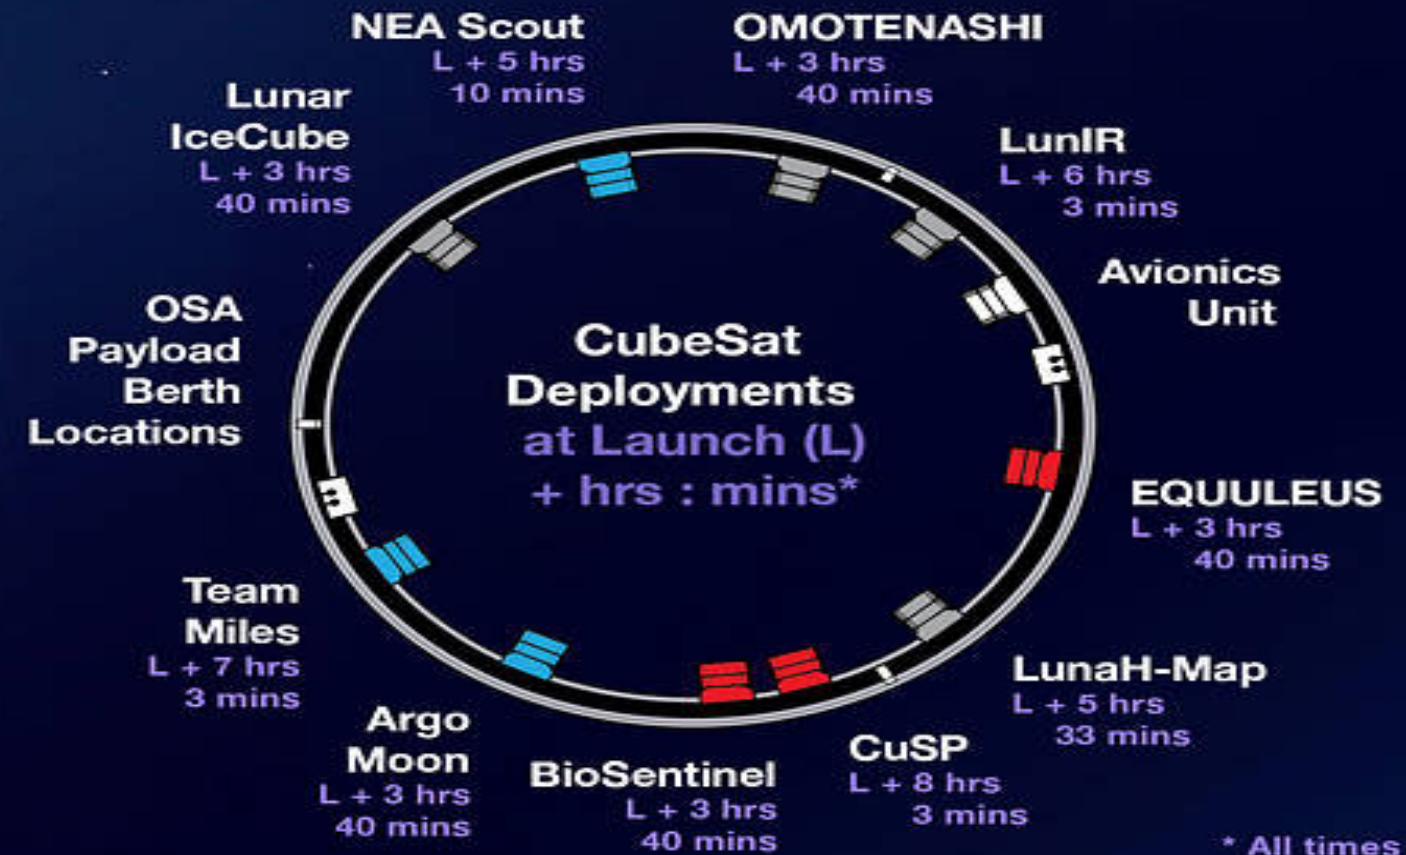 NEA Scout
L + 5 hrs
10 mins
OMOTENASHI
L + 3 hrs
40 mins
Lunar
IceCube
L + 3 hrs
40 mins
LunIR
L + 6 hrs
3 mins
Avionics
Unit
OSA
Payload
Berth
Locations
CubeSat
Deployments
at Launch (L)
+ hrs : mins*
EQUULEUS
L + 3 hrs
40 mins
Team
Miles
L + 7 hrs
3 mins
LunaH-Map
L + 5 hrs
33 mins
Argo
Moon
L + 3 hrs
40 mins
BioSentinel
L + 3 hrs
40 mins
CuSP
L + 8 hrs
3 mins
* All times